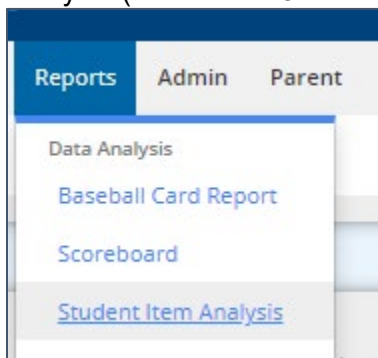 Reports Admin Parent
Data Analysis
Baseball Card Report
Scoreboard
Student Item Analysis